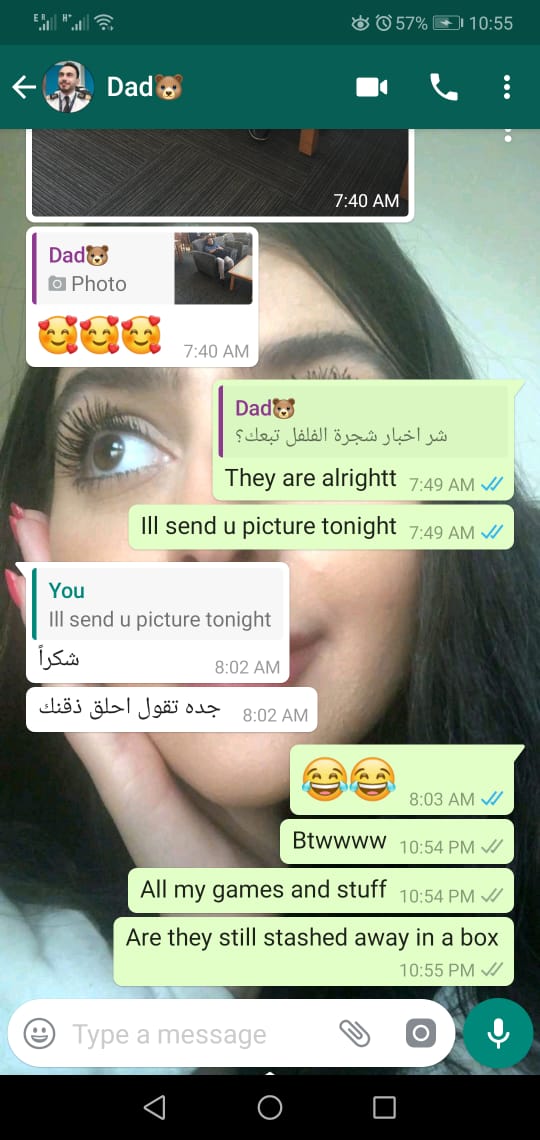 E R H+ 57% 10:55
Dad🐻
7:40 AM
Dad🐻
Photo
🥰🥰🥰 7:40 AM
Dad🐻
شر اخبار شجرة الفلفل تبعك؟
They are alrightt 7:49 AM
Ill send u picture tonight 7:49 AM
You
Ill send u picture tonight
شكراً 8:02 AM
جده تقول احلق ذقنك 8:02 AM
😂😂 8:03 AM
Btwwww 10:54 PM
All my games and stuff 10:54 PM
Are they still stashed away in a box
10:55 PM
Type a message